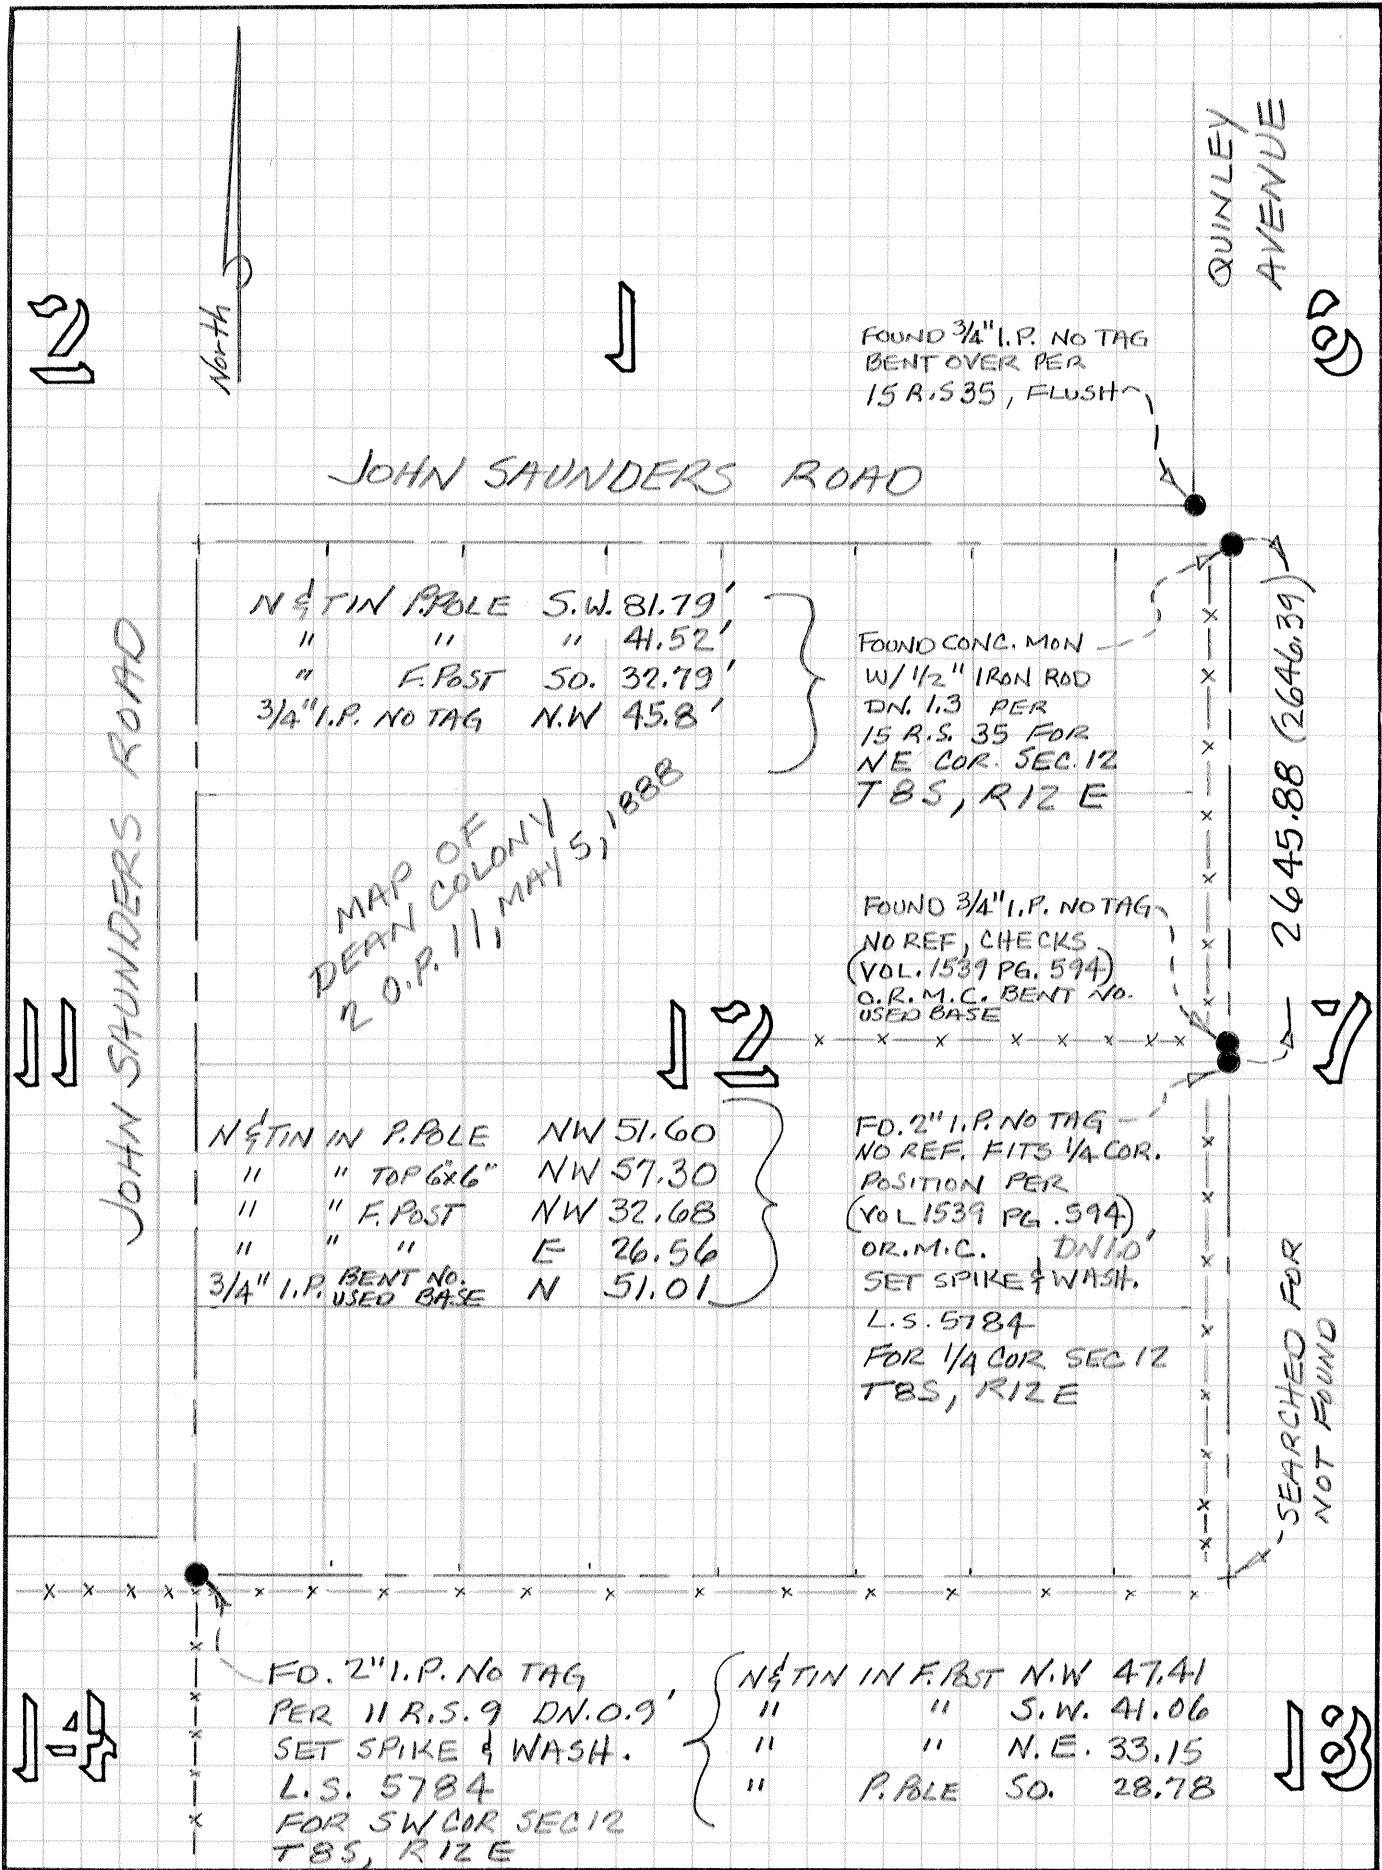 QUINLEY
AVENUE
North
2
1
6
FOUND 3/4" I.P. NO TAG
BENT OVER PER
15 R.S 35, FLUSH
JOHN SAUNDERS ROAD
N & TIN P.POLE S.W. 81.79'
" " " 41.52'
" F.POST SO. 32.79'
3/4" I.P. NO TAG N.W 45.8'
FOUND CONC. MON
W/ 1/2" IRON ROD
DN. 1.3 PER
15 R.S. 35 FOR
NE COR. SEC. 12
T8S, R12E
2645.88 (2646.39)
JOHN SAUNDERS ROAD
MAP OF
DEAN COLONY
2 O.P. 11, MAY 5, 1888
FOUND 3/4" I.P. NO TAG
NO REF, CHECKS
(VOL. 1539 PG. 594)
O.R.M.C. BENT NO.
USED BASE
11
12
7
N & TIN IN P.POLE NW 51.60
" " TOP 6"x6" NW 57.30
" " F.POST NW 32.68
" " " E 26.56
3/4" I.P. BENT NO. USED BASE N 51.01
FD. 2" I.P. NO TAG
NO REF. FITS 1/4 COR.
POSITION PER
(VOL 1539 PG. 594)
OR.M.C. DN 1.0'
SET SPIKE & WASH.
L.S. 5784
FOR 1/4 COR SEC 12
T8S, R12E
SEARCHED FOR
NOT FOUND
FD. 2" I.P. NO TAG
PER 11 R.S. 9 DN. 0.9'
SET SPIKE & WASH.
L.S. 5784
FOR SW COR SEC 12
T8S, R12E
N & TIN IN F.POST N.W 47.41
" " S.W. 41.06
" " N.E. 33.15
" P.POLE SO. 28.78
14
13